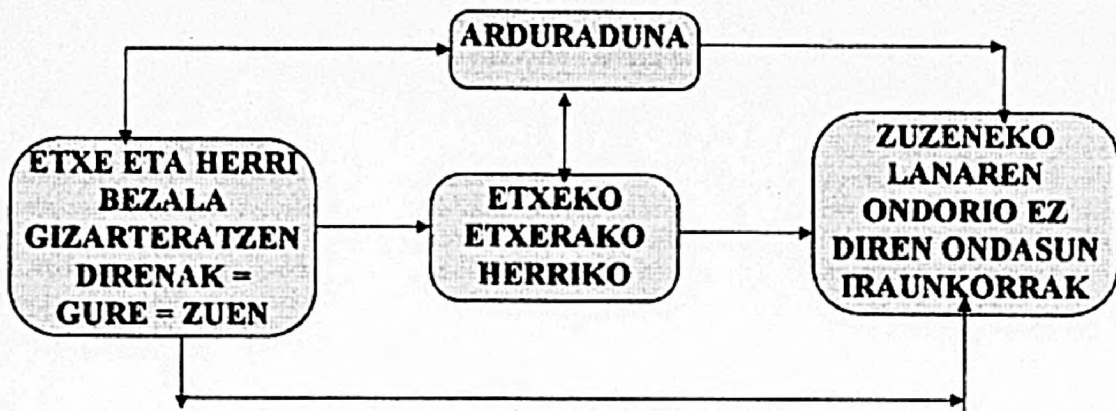 ARDURADUNA
ETXE ETA HERRI
BEZALA
GIZARTERATZEN
DIRENAK =
GURE = ZUEN
ETXEKO
ETXERAKO
HERRIKO
ZUZENEKO
LANAREN
ONDORIO EZ
DIREN ONDASUN
IRAUNKORRAK